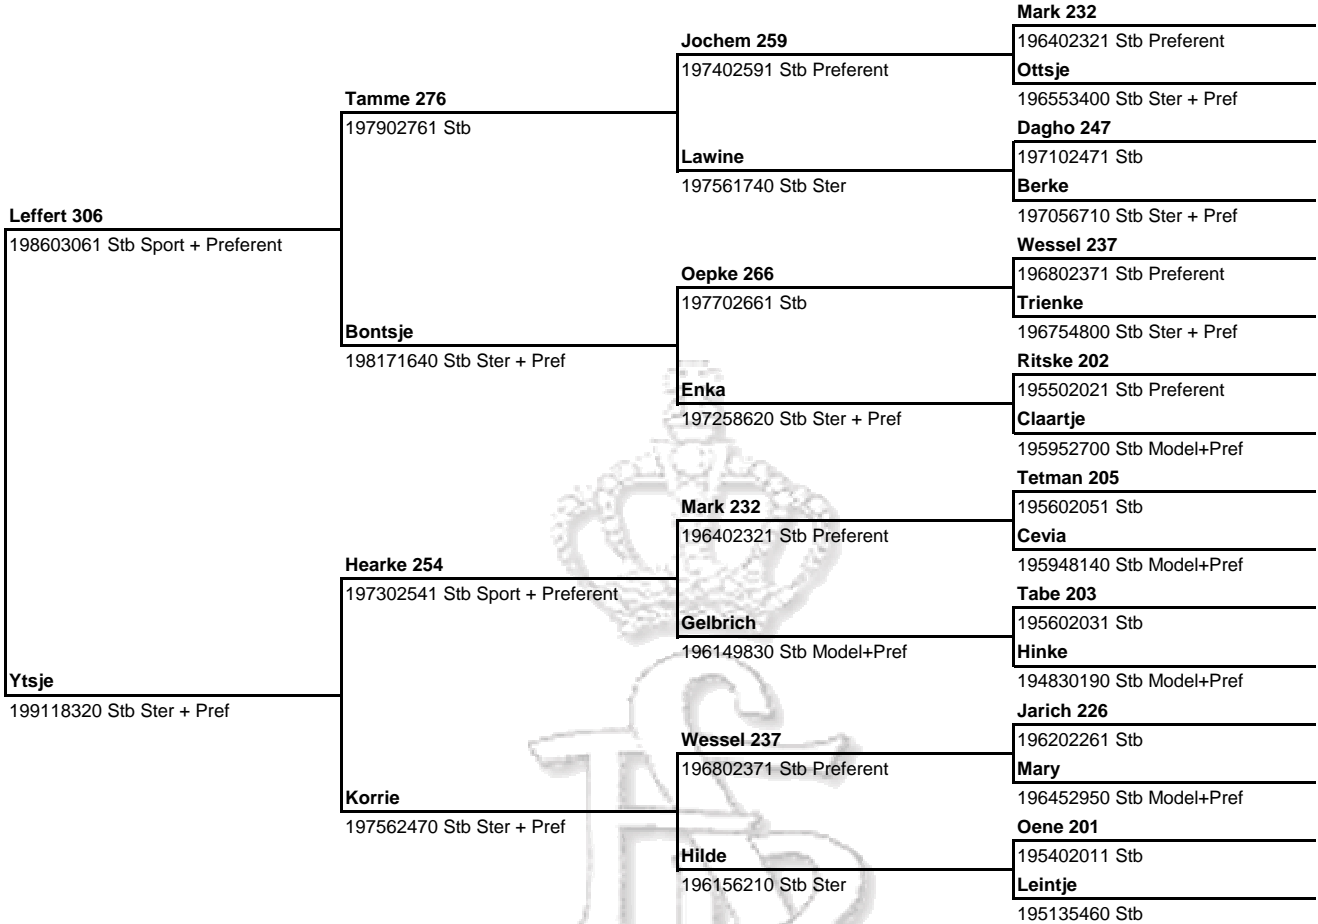 Mark 232
Jochem 259
196402321 Stb Preferent
197402591 Stb Preferent
Ottsje
Tamme 276
196553400 Stb Ster + Pref
197902761 Stb
Dagho 247
Lawine
197102471 Stb
197561740 Stb Ster
Berke
Leffert 306
197056710 Stb Ster + Pref
198603061 Stb Sport + Preferent
Wessel 237
Oepke 266
196802371 Stb Preferent
197702661 Stb
Trienke
Bontsje
196754800 Stb Ster + Pref
198171640 Stb Ster + Pref
Ritske 202
Enka
195502021 Stb Preferent
197258620 Stb Ster + Pref
Claartje
195952700 Stb Model+Pref
Tetman 205
Mark 232
195602051 Stb
196402321 Stb Preferent
Cevia
Hearke 254
195948140 Stb Model+Pref
197302541 Stb Sport + Preferent
Tabe 203
Gelbrich
195602031 Stb
196149830 Stb Model+Pref
Hinke
Ytsje
194830190 Stb Model+Pref
199118320 Stb Ster + Pref
Jarich 226
Wessel 237
196202261 Stb
196802371 Stb Preferent
Mary
Korrie
196452950 Stb Model+Pref
197562470 Stb Ster + Pref
Oene 201
Hilde
195402011 Stb
196156210 Stb Ster
Leintje
195135460 Stb